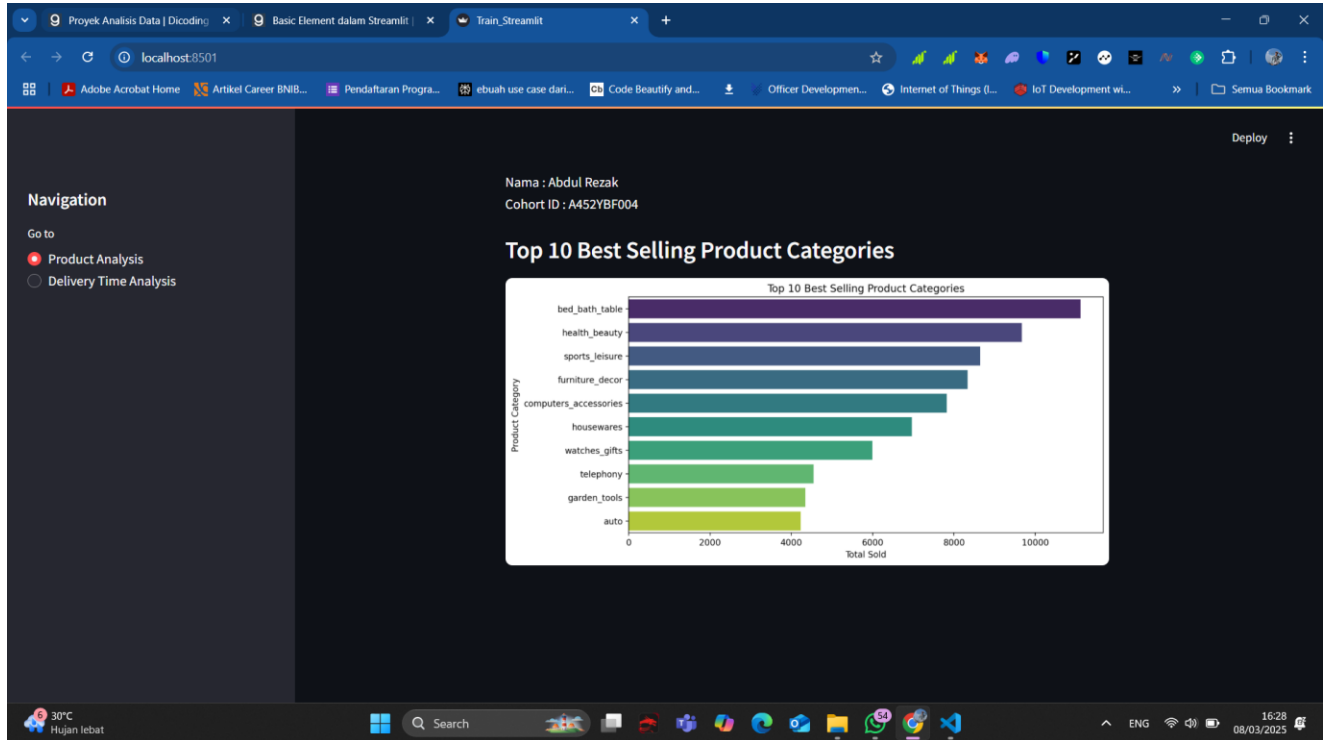 Proyek Analisis Data | Dicoding
Basic Element dalam Streamlit |
Train_Streamlit
localhost:8501
Adobe Acrobat Home
Artikel Career BNIB...
Pendaftaran Progra...
ebuah use case dari...
Code Beautify and...
Officer Developmen...
Internet of Things (I...
IoT Development wi...
»
Semua Bookmark
Deploy
Navigation
Go to
Product Analysis
Delivery Time Analysis
Nama : Abdul Rezak
Cohort ID : A452YBF004
Top 10 Best Selling Product Categories
Top 10 Best Selling Product Categories
Product Category
bed_bath_table
health_beauty
sports_leisure
furniture_decor
computers_accessories
housewares
watches_gifts
telephony
garden_tools
auto
0 2000 4000 6000 8000 10000
Total Sold
6
30°C
Hujan lebat
Search
54
ENG
16:28
08/03/2025